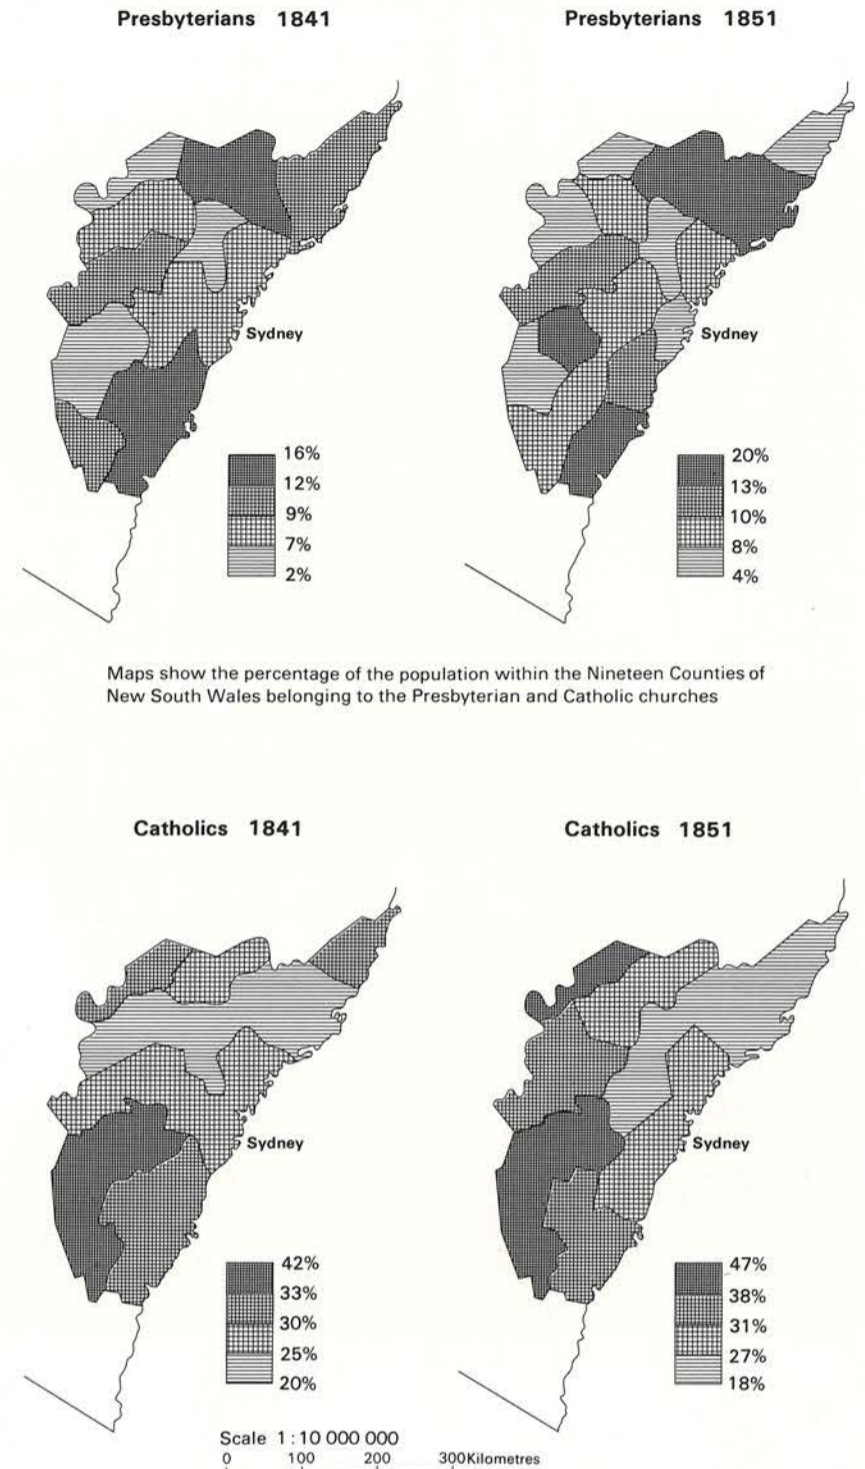 Presbyterians 1841
Presbyterians 1851
Sydney
16%
12%
9%
7%
2%
Sydney
20%
13%
10%
8%
4%
Maps show the percentage of the population within the Nineteen Counties of
New South Wales belonging to the Presbyterian and Catholic churches
Catholics 1841
Catholics 1851
Sydney
42%
33%
30%
25%
20%
Sydney
47%
38%
31%
27%
18%
Scale 1:10 000 000
0 100 200 300Kilometres